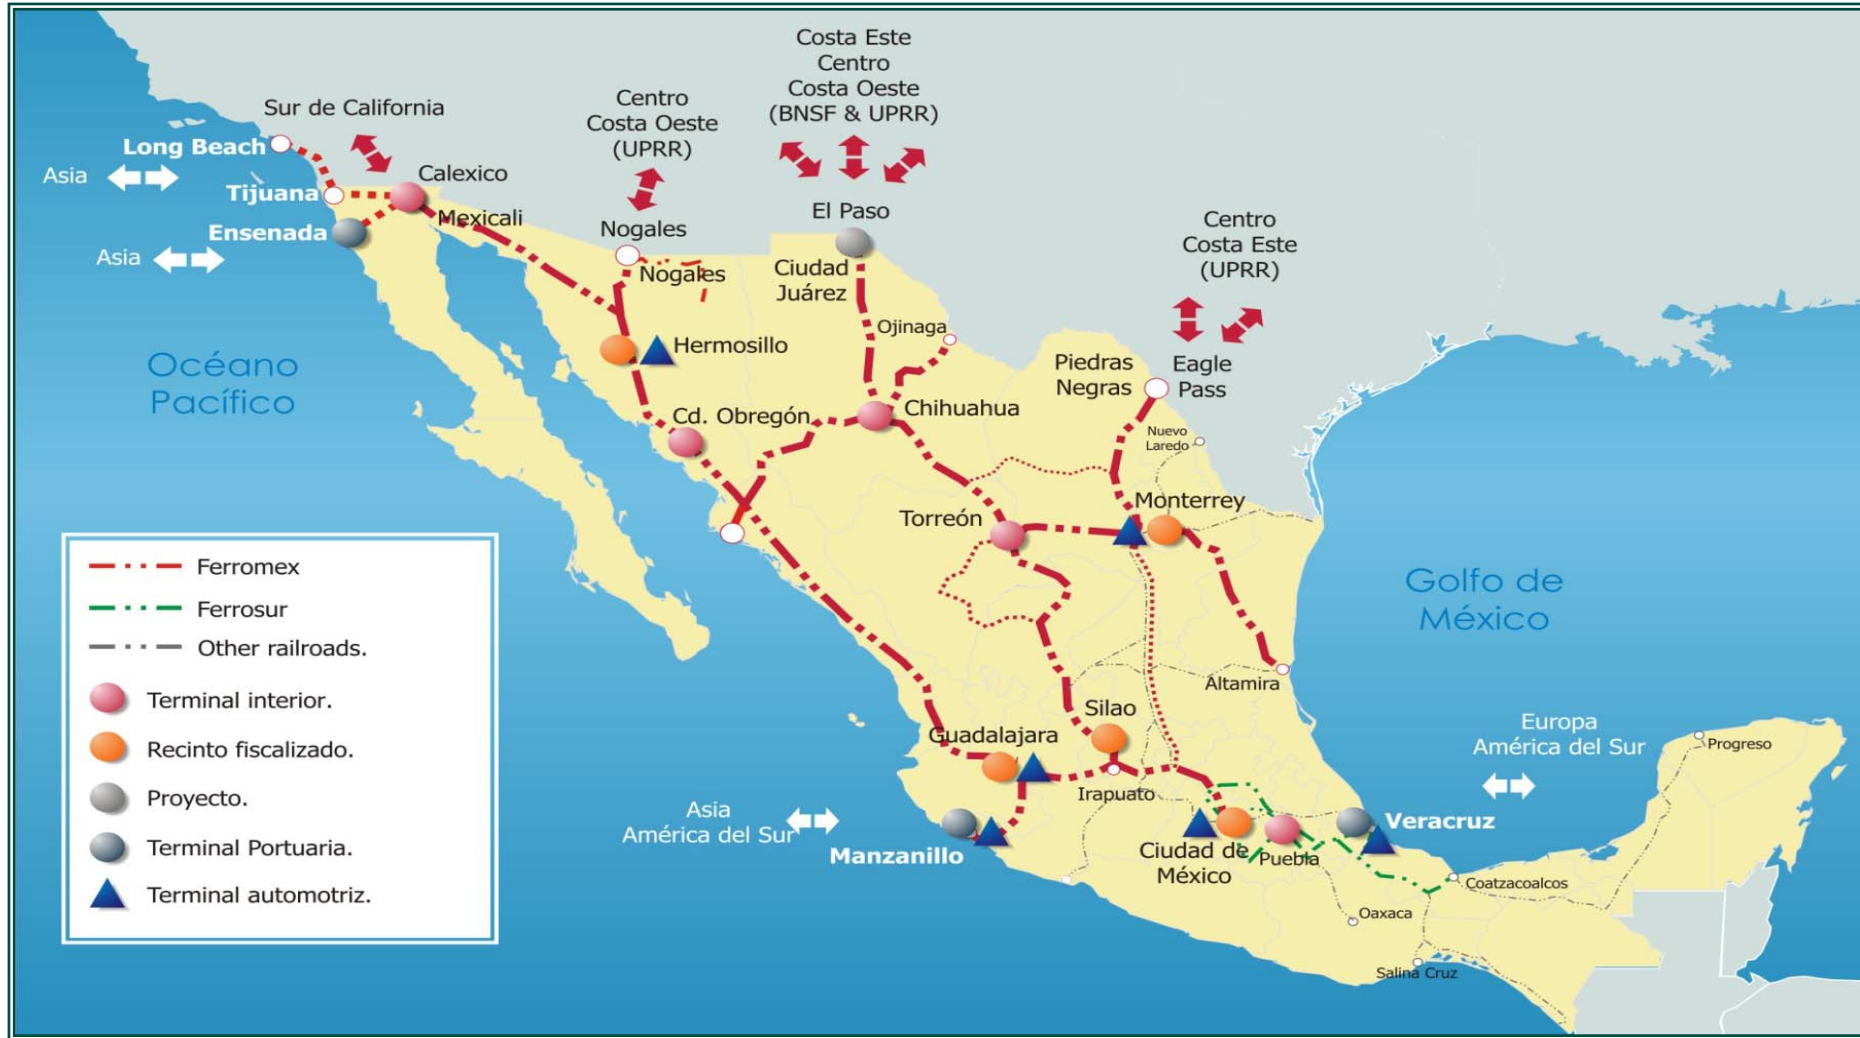 Costa Este
Centro
Costa Oeste
(BNSF & UPRR)
Sur de California
Centro
Costa Oeste
(UPRR)
Long Beach
Asia
Calexico
Tijuana
Mexicali
Ensenada
Asia
Nogales
Nogales
El Paso
Ciudad
Juárez
Centro
Costa Este
(UPRR)
Ojinaga
Hermosillo
Piedras
Negras
Eagle
Pass
Océano
Pacífico
Cd. Obregón
Chihuahua
Nuevo
Laredo
Torreón
Monterrey
Golfo de
México
Ferromex
Ferrosur
Other railroads.
Terminal interior.
Recinto fiscalizado.
Proyecto.
Terminal Portuaria.
Terminal automotriz.
Altamira
Silao
Guadalajara
Irapuato
Europa
América del Sur
Progreso
Asia
América del Sur
Manzanillo
Ciudad de
México
Puebla
Veracruz
Coatzacoalcos
Oaxaca
Salina Cruz